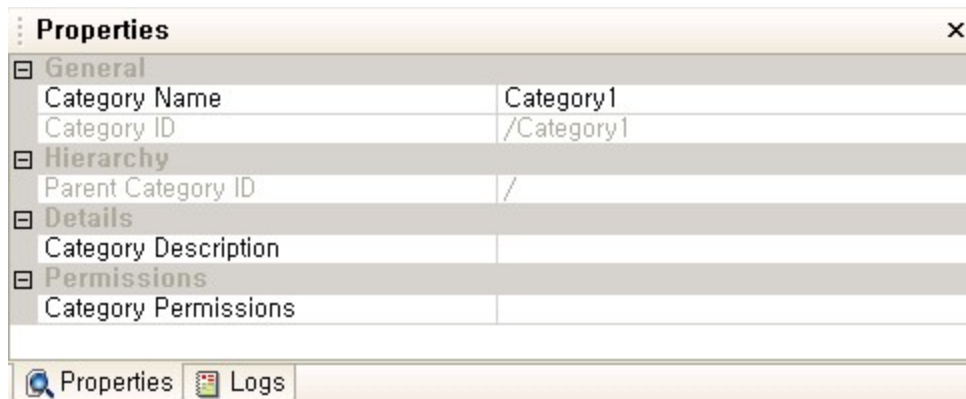 Properties
General
Category Name Category1
Category ID /Category1
Hierarchy
Parent Category ID /
Details
Category Description
Permissions
Category Permissions
Properties Logs